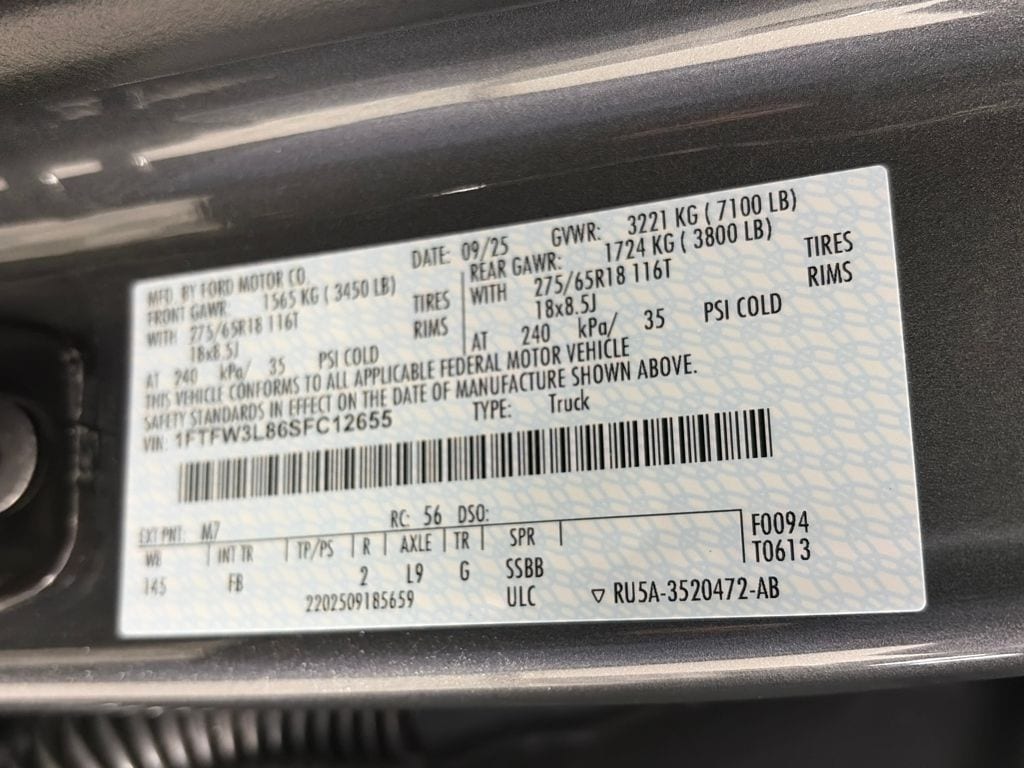 MFD. BY FORD MOTOR CO. DATE: 09/25 GVWR: 3221 KG ( 7100 LB)
FRONT GAWR: 1565 KG ( 3450 LB) REAR GAWR: 1724 KG ( 3800 LB)
WITH 275/65R18 116T TIRES WITH 275/65R18 116T TIRES
18x8.5J RIMS 18x8.5J RIMS
AT 240 kPa/ 35 PSI COLD AT 240 kPa/ 35 PSI COLD
THIS VEHICLE CONFORMS TO ALL APPLICABLE FEDERAL MOTOR VEHICLE
SAFETY STANDARDS IN EFFECT ON THE DATE OF MANUFACTURE SHOWN ABOVE.
VIN: 1FTFW3L86SFC12655 TYPE: Truck
EXT PNT: M7 RC: 56 DSO:
WB INT TR TP/PS R AXLE TR SPR F0094
145 FB 2 L9 G SSBB T0613
2202509185659 ULC ▽ RU5A-3520472-AB